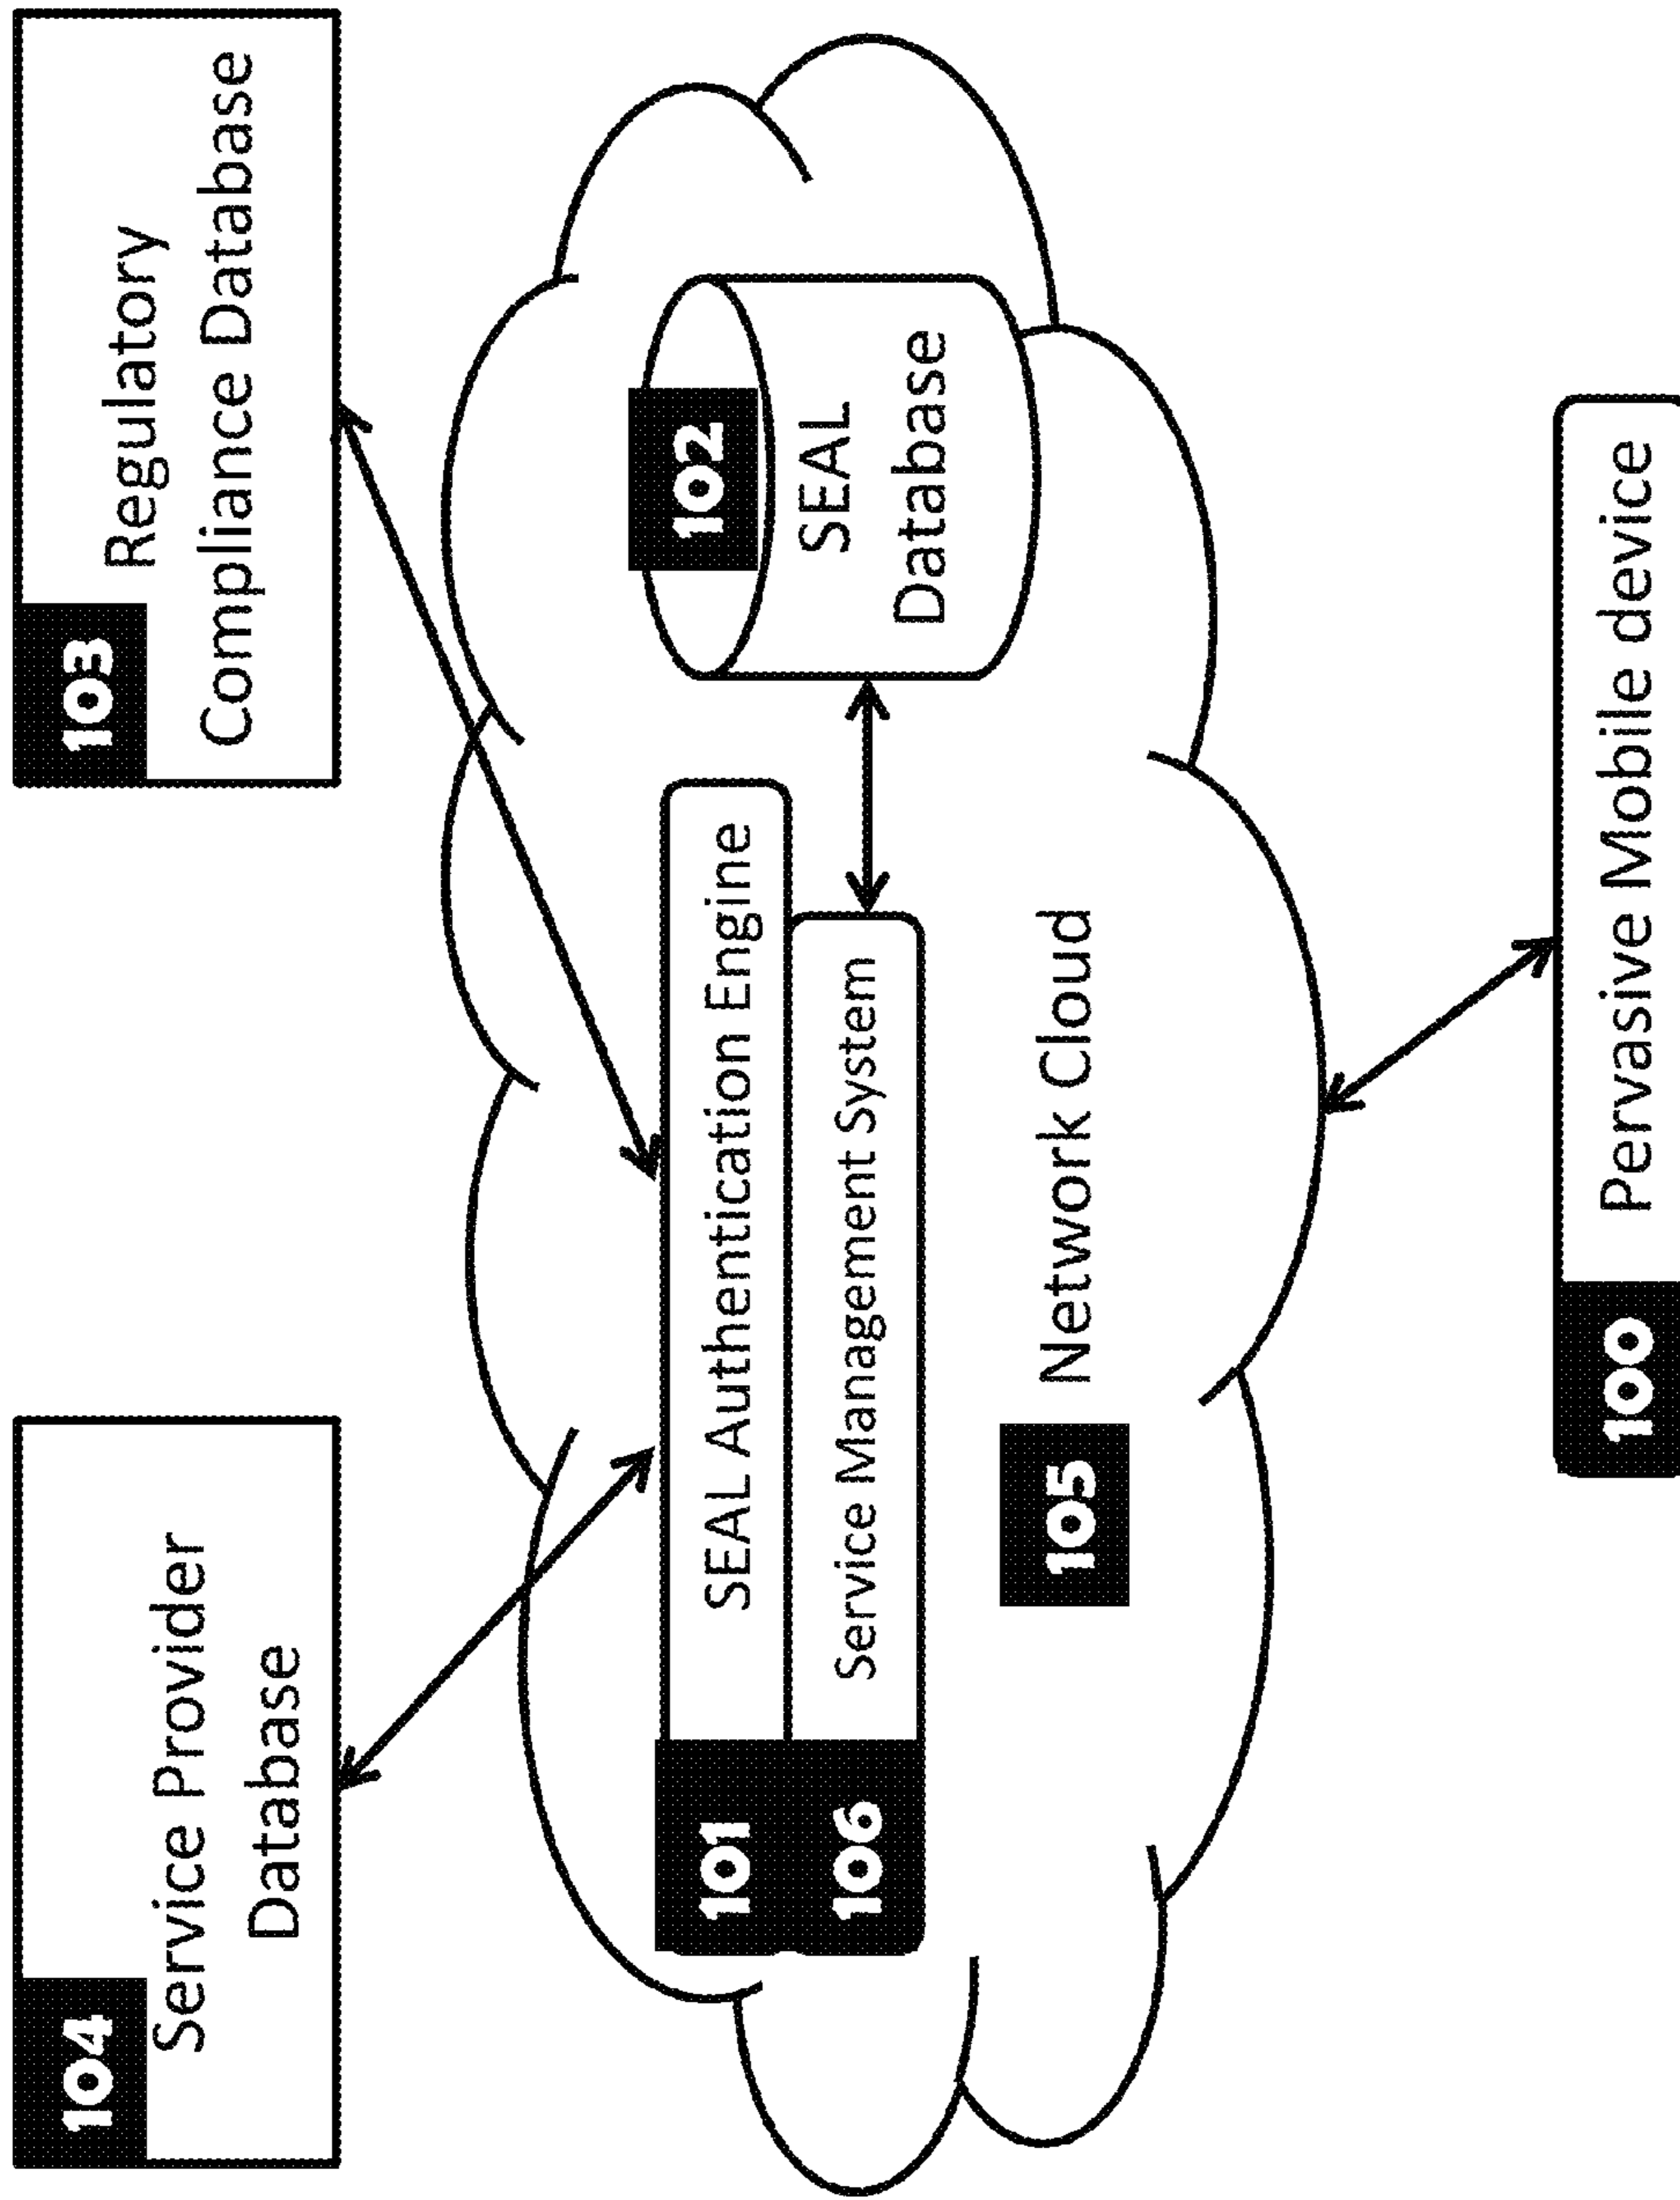 104
Service Provider
Database
103
Regulatory
Compliance Database
101
SEAL Authentication Engine
106
Service Management System
102
SEAL
Database
105
Network Cloud
100
Pervasive Mobile device